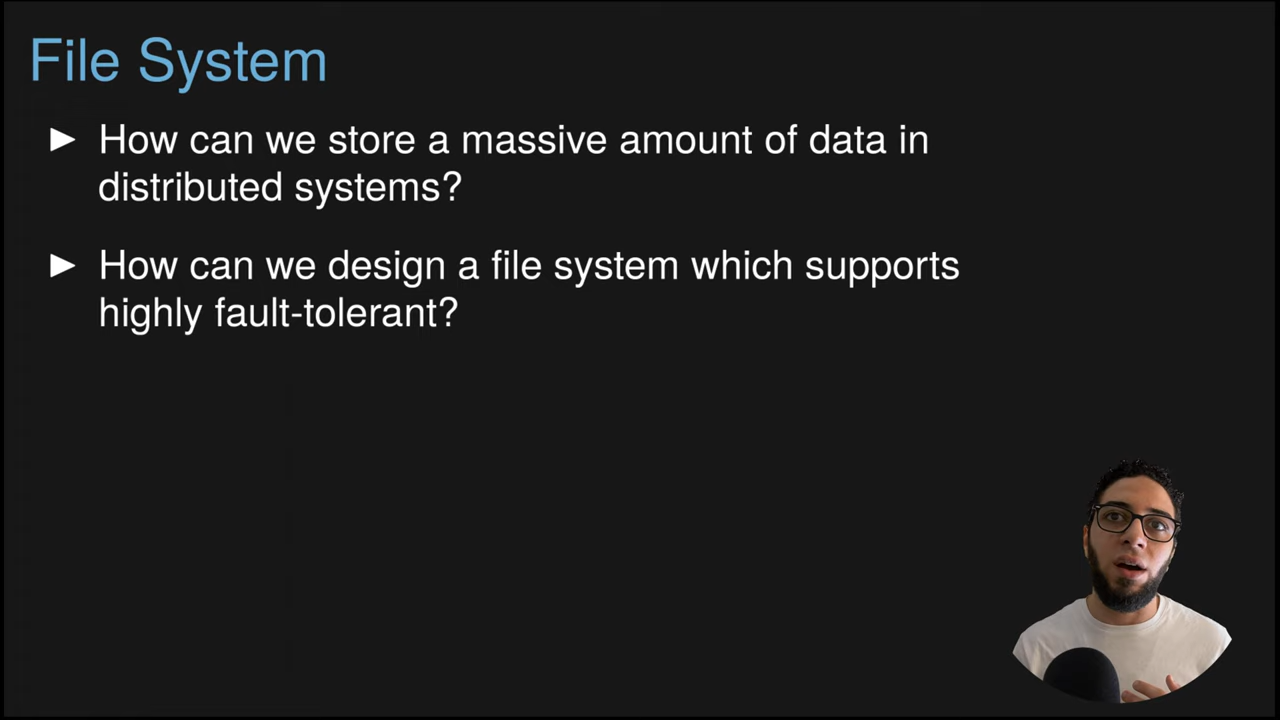 File System
► How can we store a massive amount of data in
distributed systems?
► How can we design a file system which supports
highly fault-tolerant?